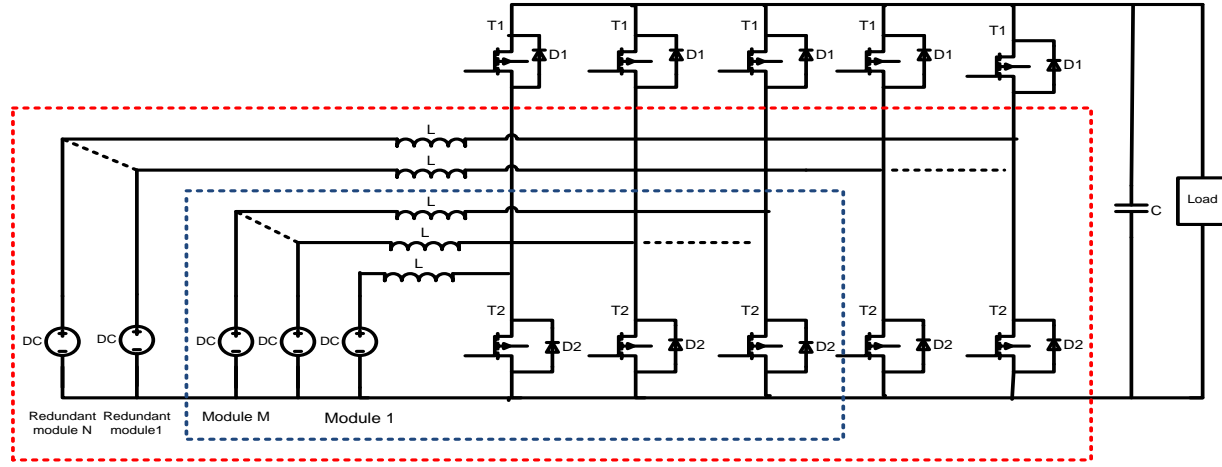 T1
T1
T1
T1
T1
D1
D1
D1
D1
D1
L
L
L
L
L
C
Load
T2
T2
T2
T2
T2
D2
D2
D2
D2
D2
DC
DC
DC
DC
DC
Redundant
module N
Redundant
module1
Module M
Module 1